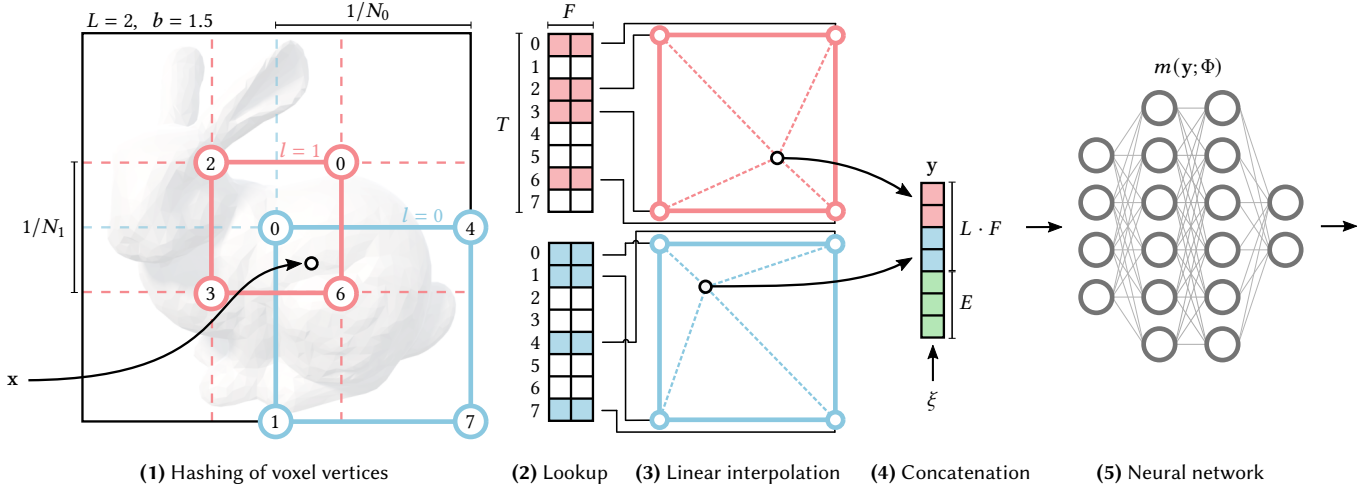 L = 2, b = 1.5
1/N₀
l = 1
2
0
1/N₁
l = 0
0
4
3
6
x
1
7
F
T
0
1
2
3
4
5
6
7
0
1
2
3
4
5
6
7
y
L · F
E
ξ
m(y; Φ)
(1) Hashing of voxel vertices
(2) Lookup
(3) Linear interpolation
(4) Concatenation
(5) Neural network